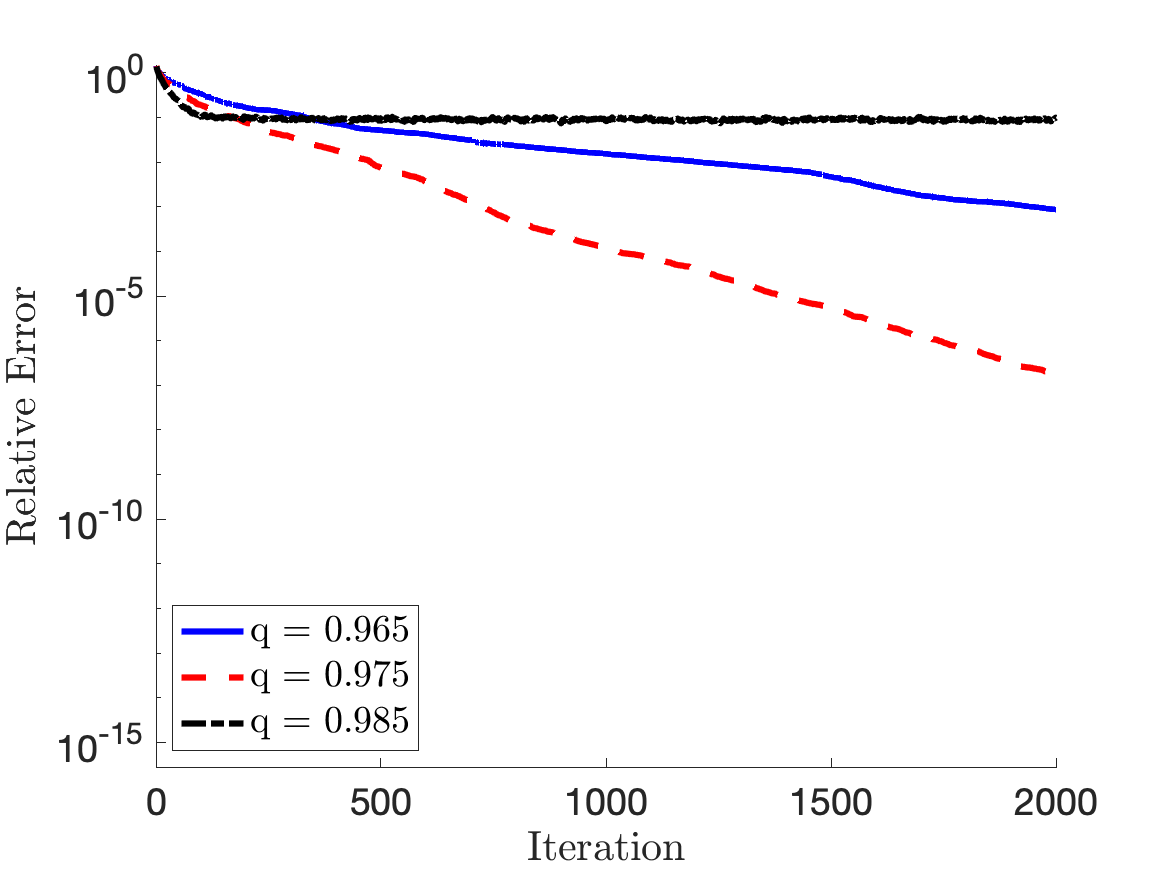 10^0
10^-5
10^-10
10^-15
Relative Error
q = 0.965
q = 0.975
q = 0.985
0 500 1000 1500 2000
Iteration